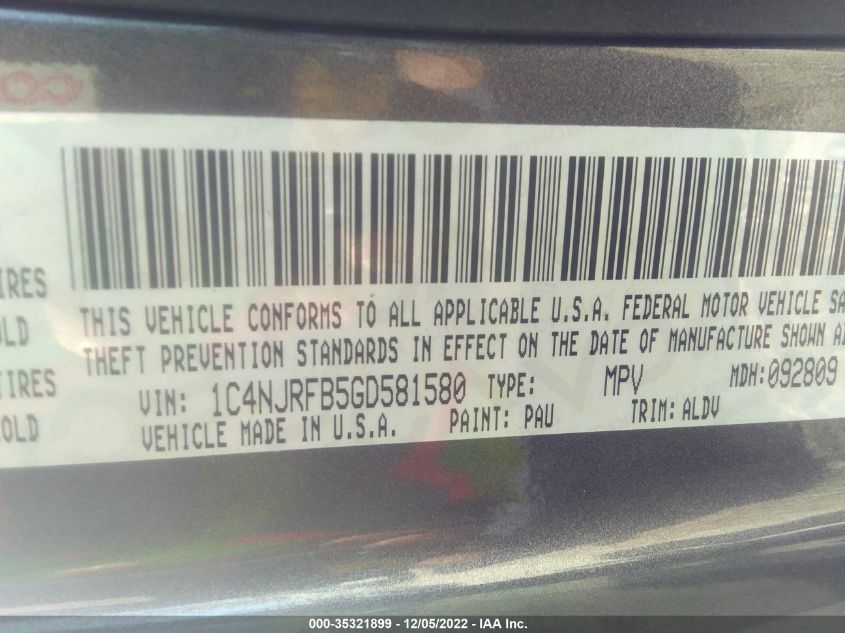 THIS VEHICLE CONFORMS TO ALL APPLICABLE U.S.A. FEDERAL MOTOR VEHICLE SA
THEFT PREVENTION STANDARDS IN EFFECT ON THE DATE OF MANUFACTURE SHOWN A
IRES
OLD
TIRES
OLD
VIN: 1C4NJRFB5GD581580 TYPE: MPV MDH:092809
VEHICLE MADE IN U.S.A. PAINT: PAU TRIM: ALDV
000-35321899 - 12/05/2022 - IAA Inc.